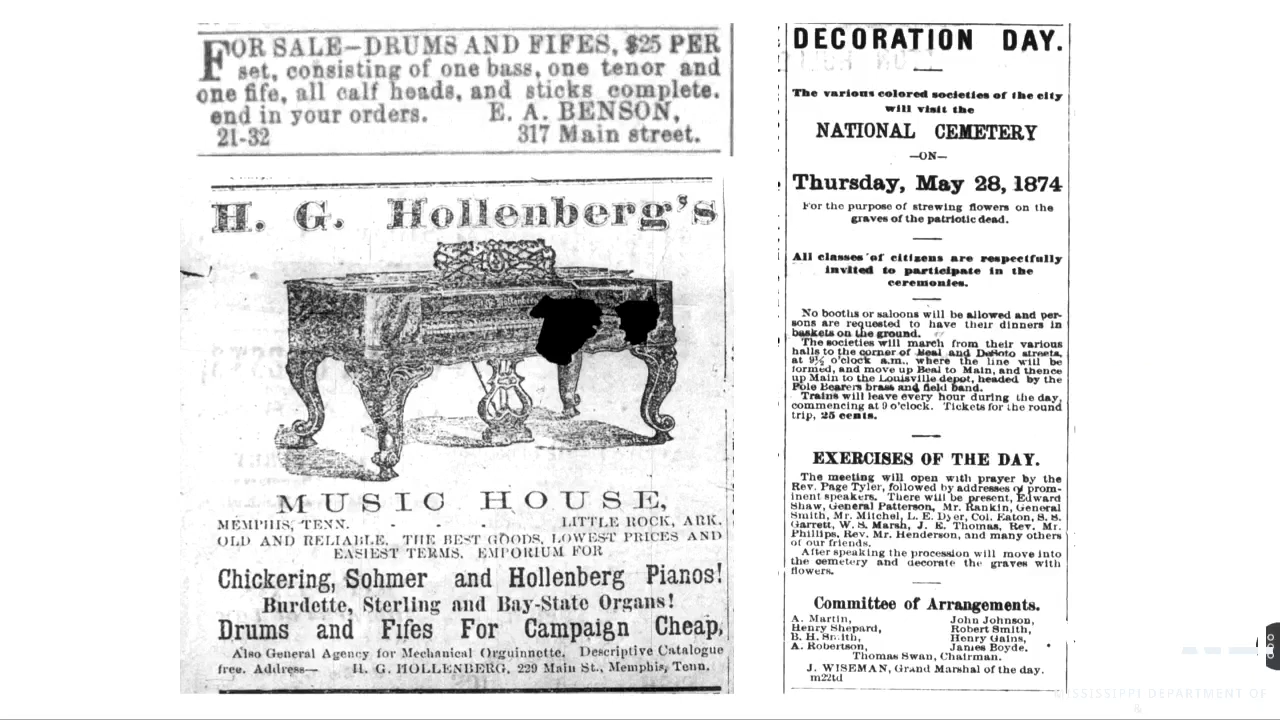 FOR SALE—DRUMS AND FIFES, $25 PER
set, consisting of one bass, one tenor and
one fife, all calf heads, and sticks complete.
end in your orders. E. A. BENSON,
21-32 317 Main street.
H. G. Hollenberg's
MUSIC HOUSE,
MEMPHIS, TENN. - - - LITTLE ROCK, ARK.
OLD AND RELIABLE. THE BEST GOODS, LOWEST PRICES AND
EASIEST TERMS. EMPORIUM FOR
Chickering, Sohmer and Hollenberg Pianos!
Burdette, Sterling and Bay-State Organs!
Drums and Fifes For Campaign Cheap,
Also General Agency for Mechanical Orguinnette. Descriptive Catalogue
free. Address— H. G. HOLLENBERG, 229 Main St., Memphis, Tenn.
DECORATION DAY.
The various colored societies of the city
will visit the
NATIONAL CEMETERY
—ON—
Thursday, May 28, 1874
For the purpose of strewing flowers on the
graves of the patriotic dead.
All classes of citizens are respectfully
invited to participate in the
ceremonies.
No booths or saloons will be allowed and per-
sons are requested to have their dinners in
baskets on the ground.
The societies will march from their various
halls to the corner of Beal and DeSoto streets,
at 9½ o'clock a.m., where the line will be
formed, and move up Beal to Main, and thence
up Main to the Louisville depot, headed by the
Pole Bearers brass and field band.
Trains will leave every hour during the day,
commencing at 9 o'clock. Tickets for the round
trip, 25 cents.
EXERCISES OF THE DAY.
The meeting will open with prayer by the
Rev. Page Tyler, followed by addresses of prom-
inent speakers. There will be present, Edward
Shaw, General Patterson, Mr. Rankin, General
Smith, Mr. Mitchel, L. E. Dyer, Col. Eaton, S. S.
Garrett, W. S. Marsh, J. E. Thomas, Rev. Mr.
Phillips, Rev. Mr. Henderson, and many others
of our friends.
After speaking the procession will move into
the cemetery and decorate the graves with
flowers.
Committee of Arrangements.
A. Martin, John Johnson,
Henry Shepard, Robert Smith,
B. H. Smith, Henry Gains,
A. Robertson, James Boyde.
Thomas Swan, Chairman.
J. WISEMAN, Grand Marshal of the day.
m22td
MISSISSIPPI DEPARTMENT OF
&